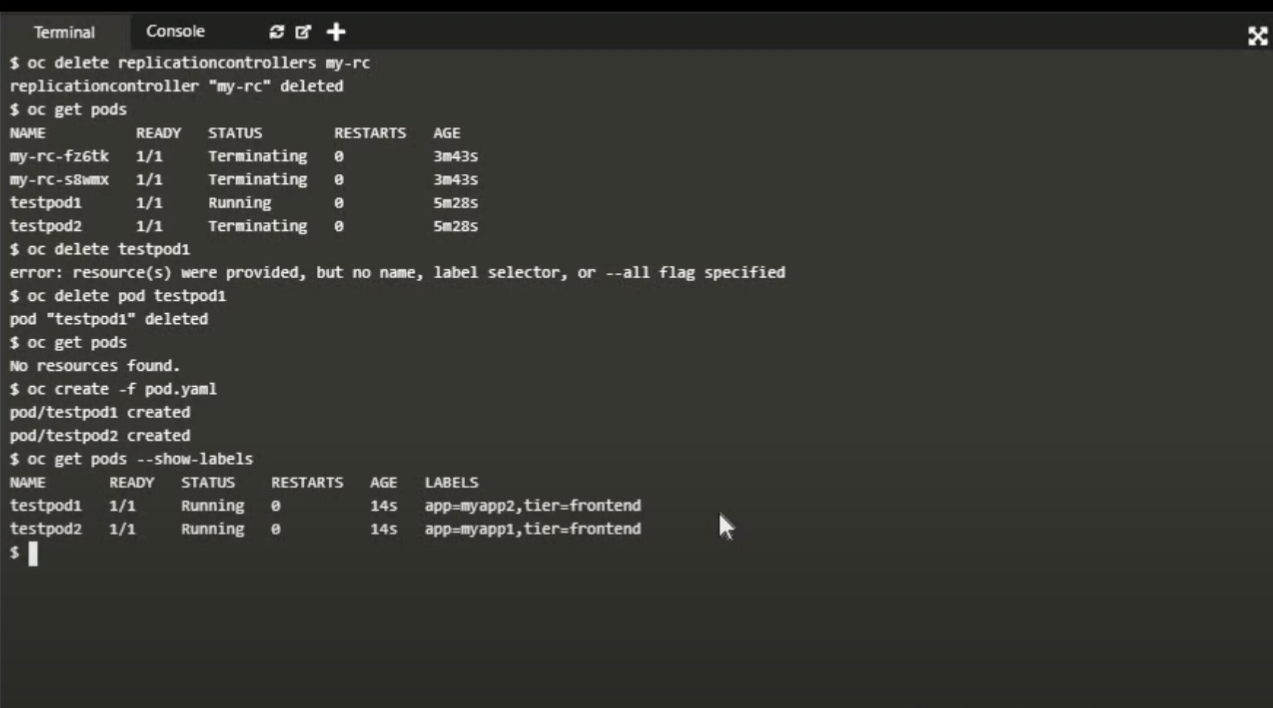 Terminal Console
$ oc delete replicationcontrollers my-rc
replicationcontroller "my-rc" deleted
$ oc get pods
NAME READY STATUS RESTARTS AGE
my-rc-fz6tk 1/1 Terminating 0 3m43s
my-rc-s8wmx 1/1 Terminating 0 3m43s
testpod1 1/1 Running 0 5m28s
testpod2 1/1 Terminating 0 5m28s
$ oc delete testpod1
error: resource(s) were provided, but no name, label selector, or --all flag specified
$ oc delete pod testpod1
pod "testpod1" deleted
$ oc get pods
No resources found.
$ oc create -f pod.yaml
pod/testpod1 created
pod/testpod2 created
$ oc get pods --show-labels
NAME READY STATUS RESTARTS AGE LABELS
testpod1 1/1 Running 0 14s app=myapp2,tier=frontend
testpod2 1/1 Running 0 14s app=myapp1,tier=frontend
$